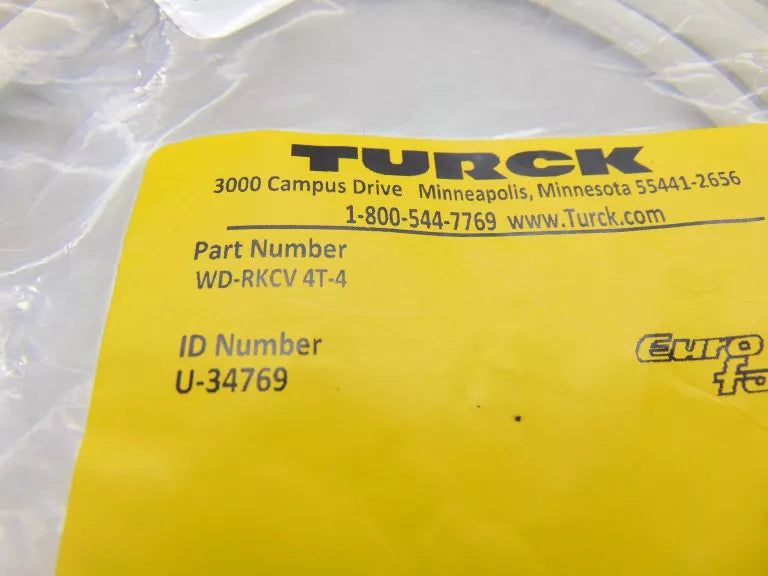 TURCK
3000 Campus Drive Minneapolis, Minnesota 55441-2656
1-800-544-7769 www.Turck.com
Part Number
WD-RKCV 4T-4
ID Number
U-34769
Euro
fa